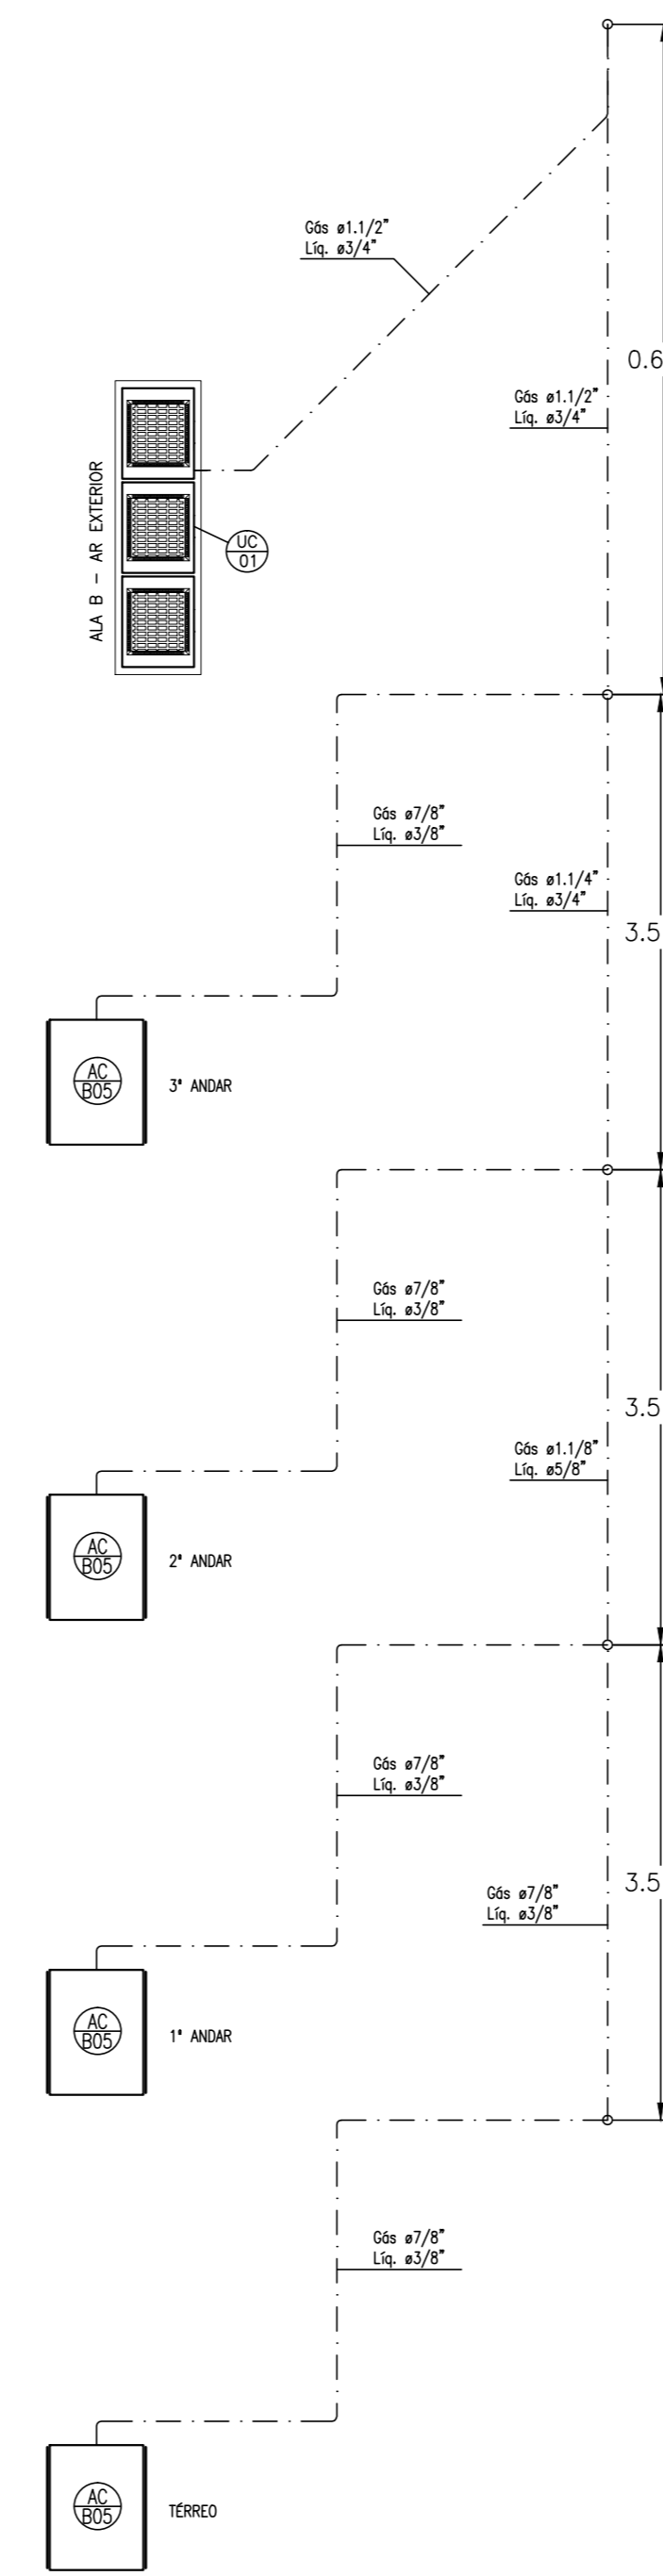 Gás ø1.1/2"
Líq. ø3/4"
0.6
Gás ø1.1/2"
Líq. ø3/4"
ALA B - AR EXTERIOR
UC
01
Gás ø7/8"
Líq. ø3/8"
Gás ø1.1/4"
Líq. ø3/4"
3.5
AC
B05
3º ANDAR
Gás ø7/8"
Líq. ø3/8"
3.5
Gás ø1.1/8"
Líq. ø5/8"
AC
B05
2º ANDAR
Gás ø7/8"
Líq. ø3/8"
3.5
Gás ø7/8"
Líq. ø3/8"
AC
B05
1º ANDAR
Gás ø7/8"
Líq. ø3/8"
AC
B05
TÉRREO